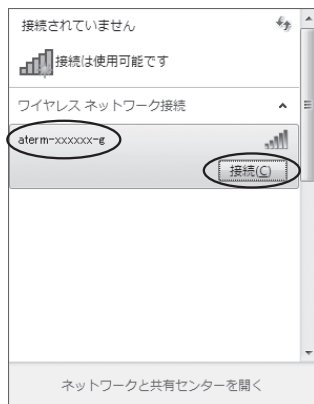 接続されていません
接続は使用可能です
ワイヤレス ネットワーク接続
aterm-xxxxxx-g
接続(C)
ネットワークと共有センターを開く